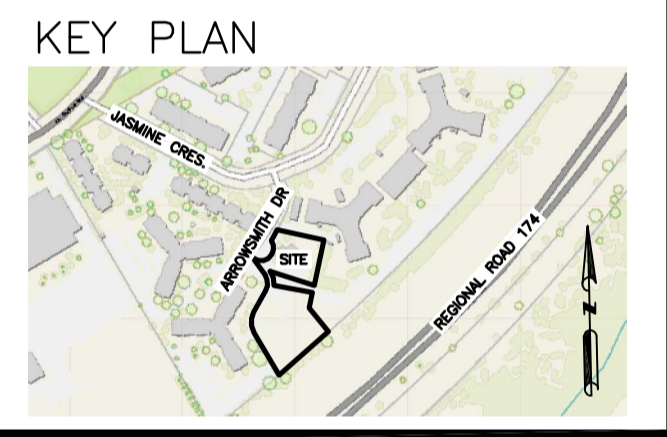 KEY PLAN
JASMINE CRES.
ARROWSMITH DR
SITE
REGIONAL ROAD 174
N